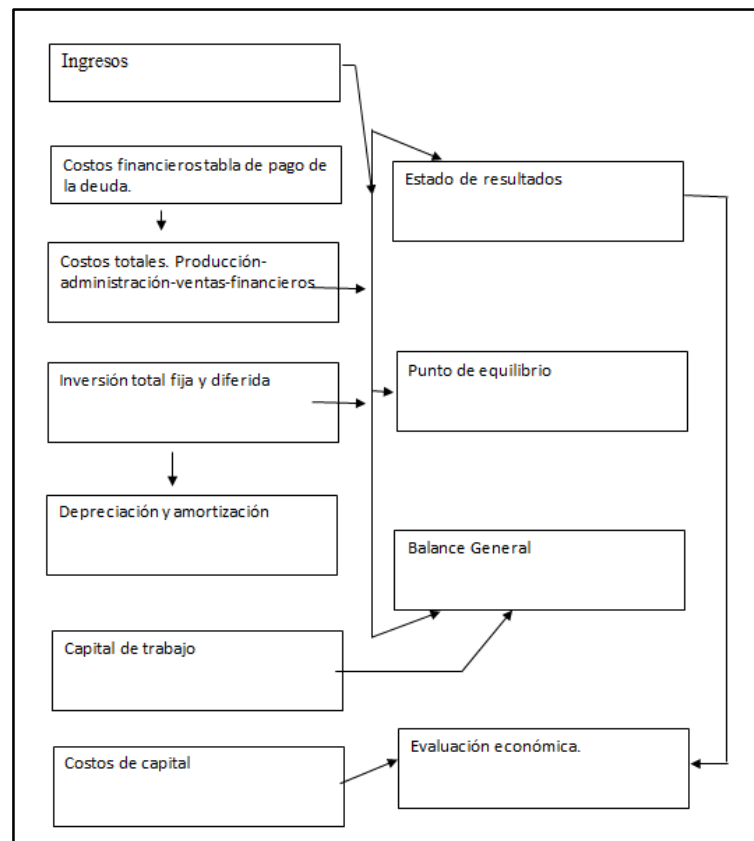 Ingresos
Costos financieros tabla de pago de
la deuda.
Estado de resultados
Costos totales. Producción-
administración-ventas-financieros
Inversión total fija y diferida
Punto de equilibrio
Depreciación y amortización
Balance General
Capital de trabajo
Costos de capital
Evaluación económica.